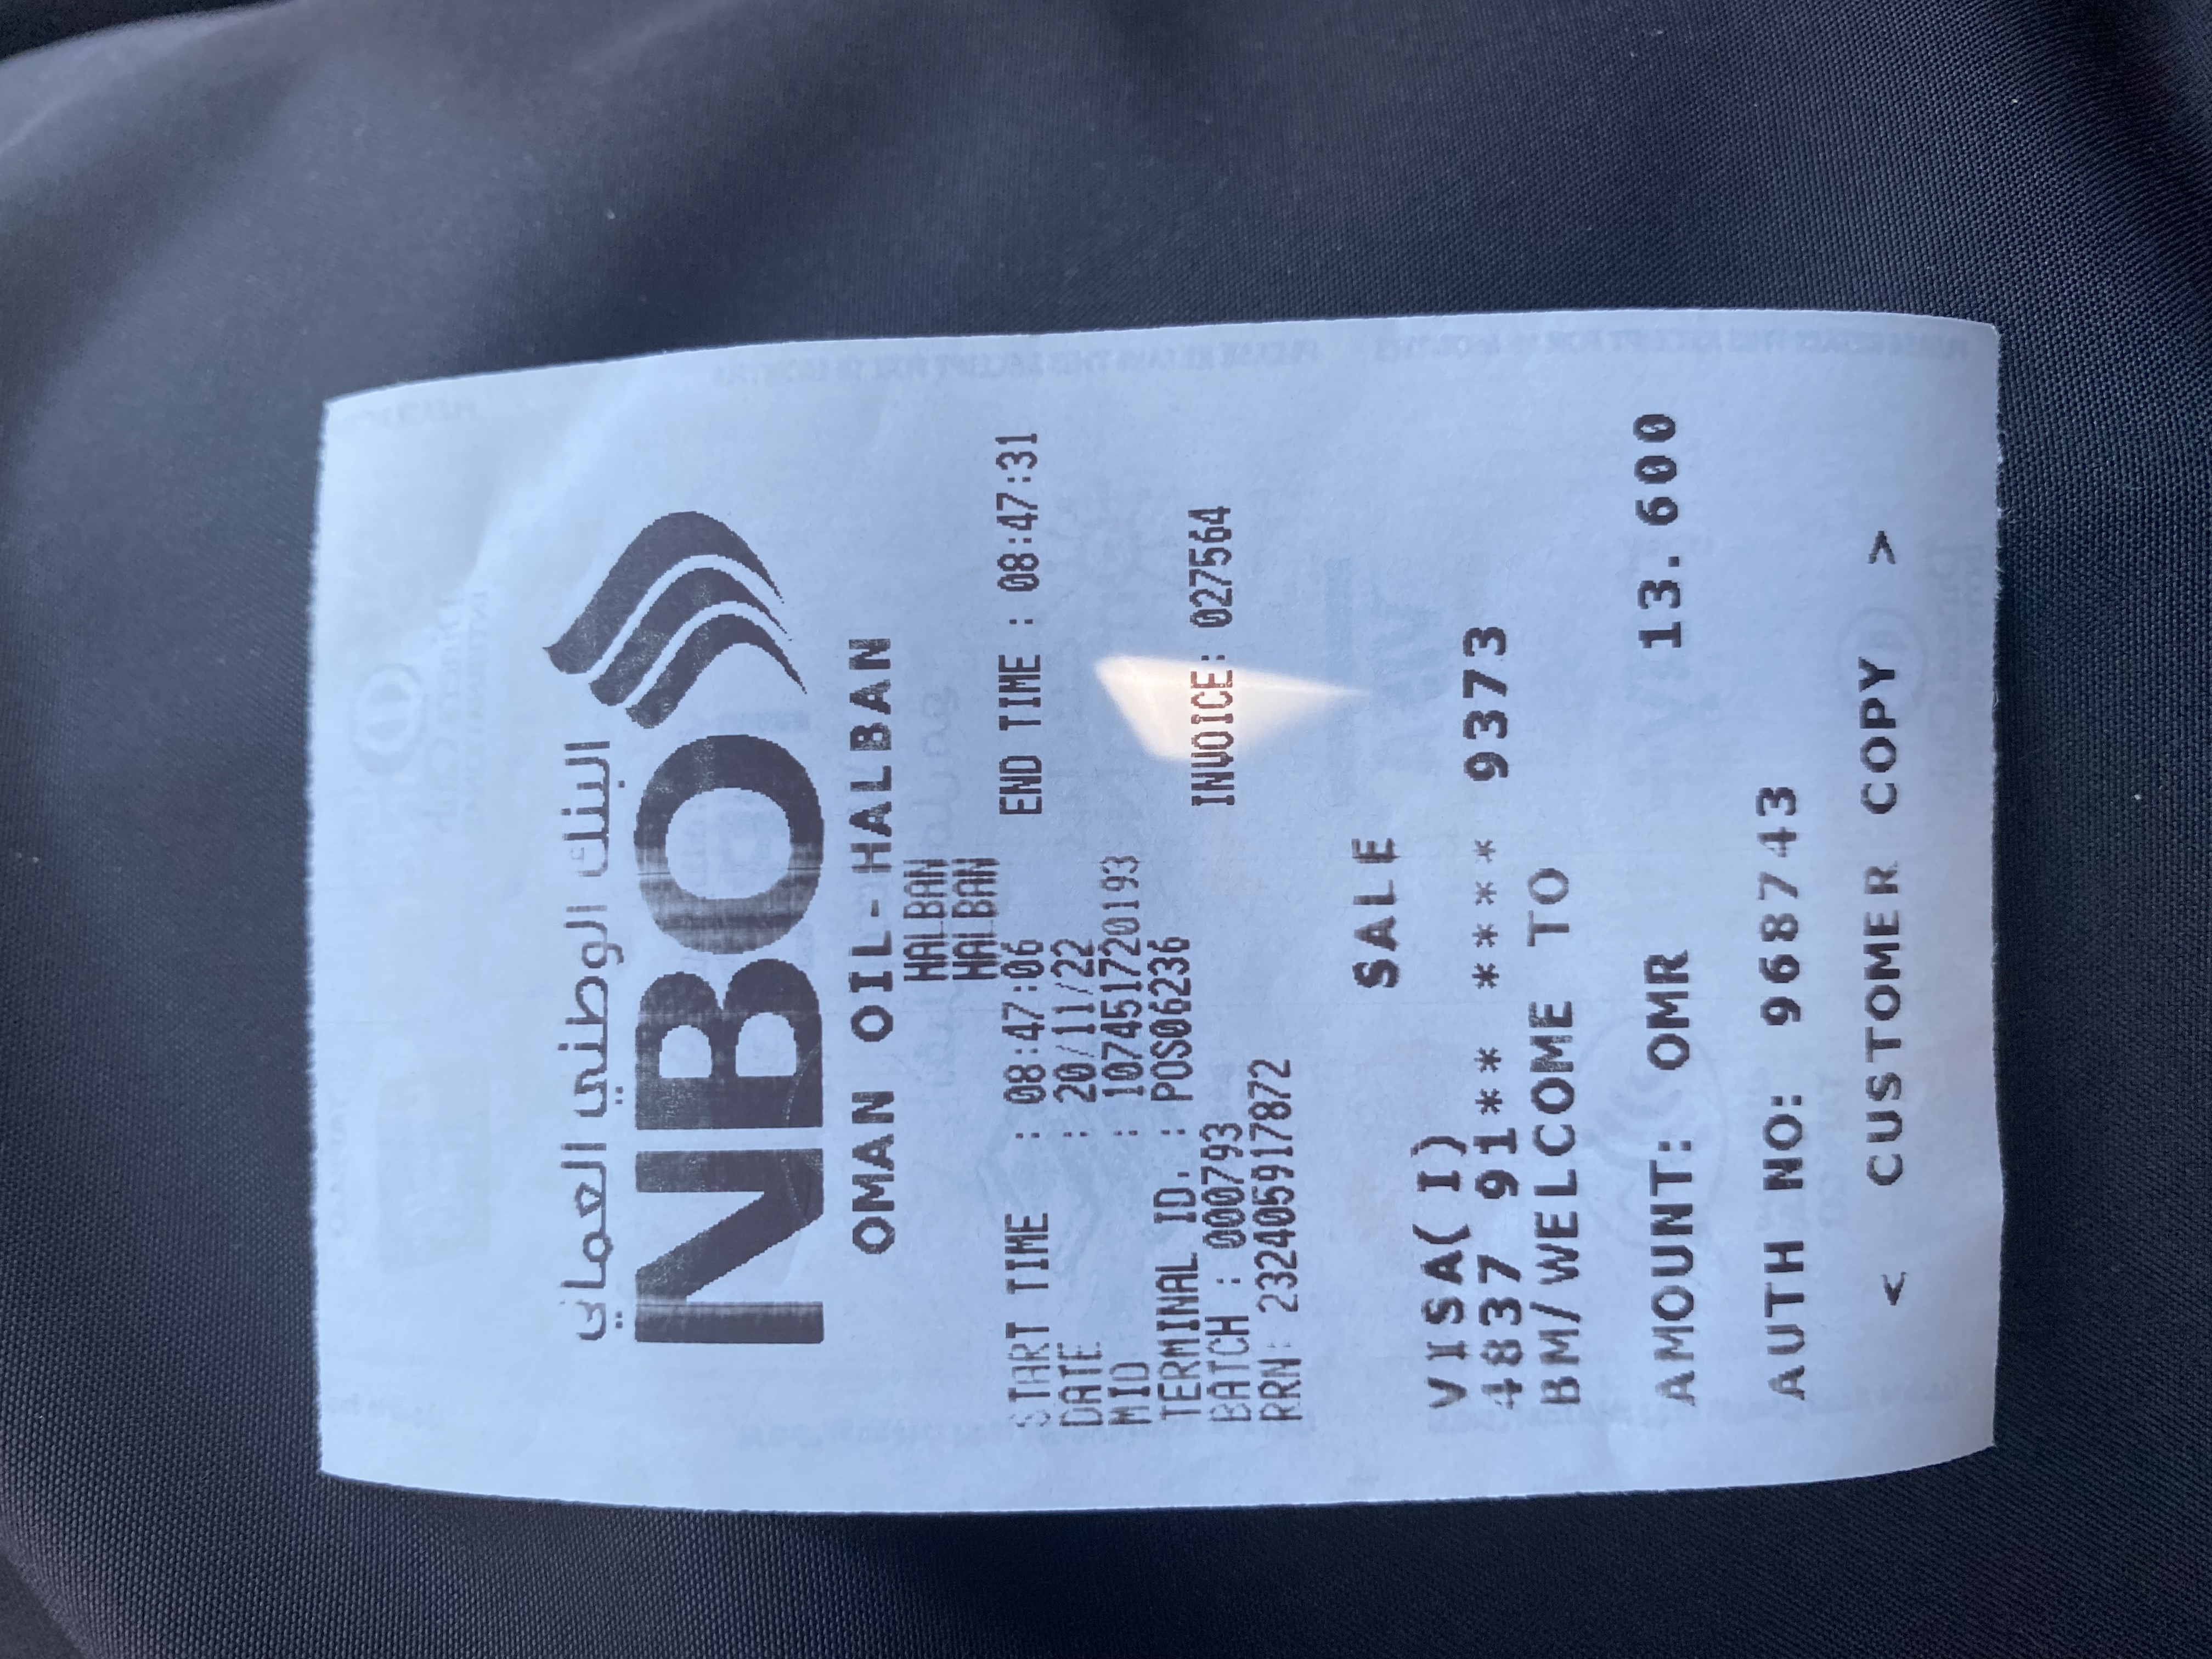 البنك الوطني العماني
NBO
OMAN OIL-HALBAN
HALBAN
HALBAN
START TIME : 08:47:06 END TIME : 08:47:31
DATE : 20/11/22
MID : 107451720193
TERMINAL ID. : POS06236
BATCH : 000793 INVOICE: 027564
RRN: 232405917872
SALE
VISA( I)
4837 91** **** 9373
BM/WELCOME TO
AMOUNT: OMR 13.600
AUTH NO: 968743
< CUSTOMER COPY >